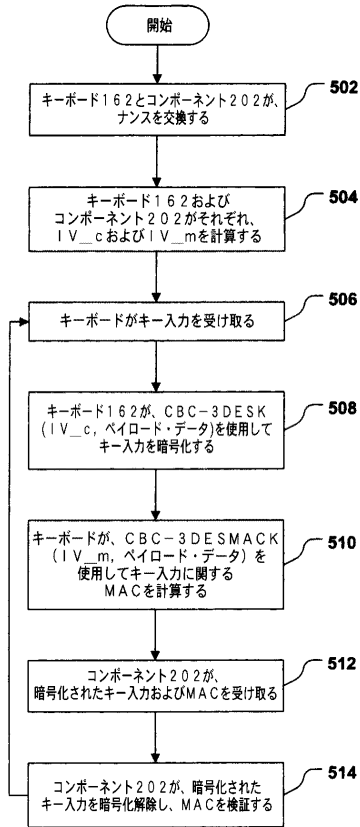 開始
502
キーボード162とコンポーネント202が、
ナンスを交換する
504
キーボード162および
コンポーネント202がそれぞれ、
IV_cおよびIV_mを計算する
506
キーボードがキー入力を受け取る
508
キーボード162が、CBC-3DESK
(IV_c,ペイロード・データ)を使用して
キー入力を暗号化する
510
キーボードが、CBC-3DESMACK
(IV_m,ペイロード・データ)を
使用してキー入力に関する
MACを計算する
512
コンポーネント202が、
暗号化されたキー入力およびMACを受け取る
514
コンポーネント202が、暗号化された
キー入力を暗号化解除し、MACを検証する